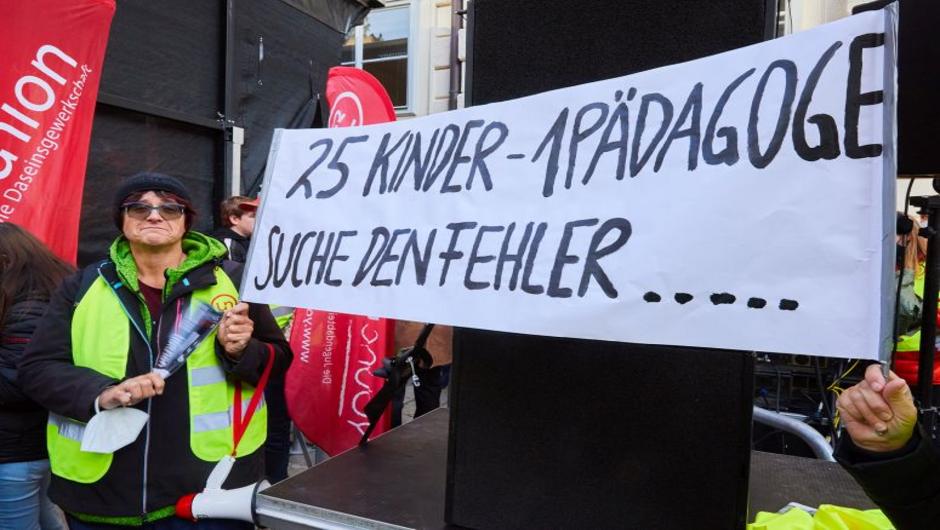 25 KINDER - 1 PÄDAGOGE
SUCHE DEN FEHLER ......
Die Daseinsgewerkschaft